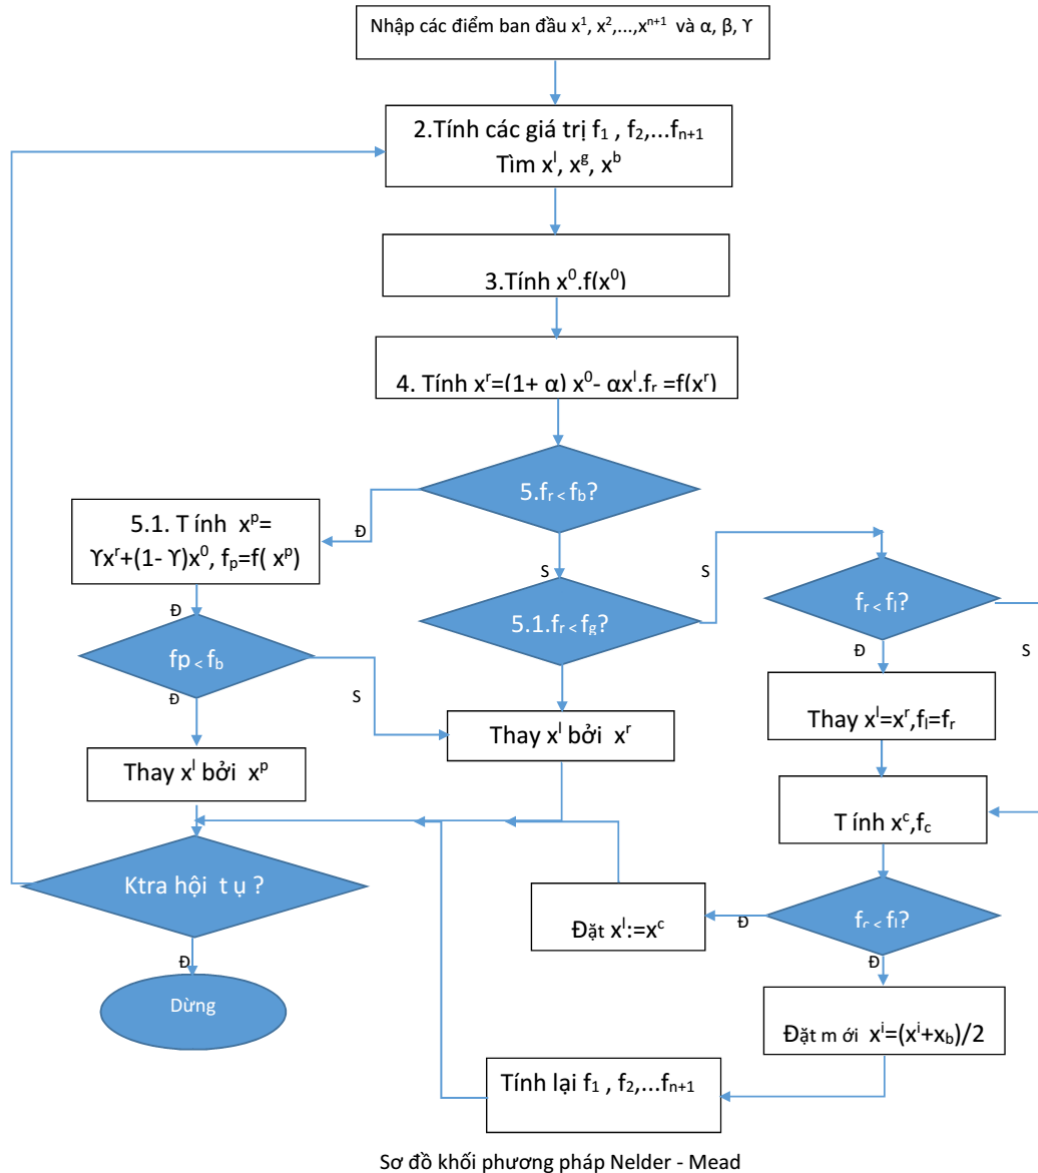 Nhập các điểm ban đầu x¹, x²,...,xⁿ⁺¹ và α, β, ϒ
2.Tính các giá trị f₁ , f₂,...fₙ₊₁
Tìm xˡ, xᵍ, xᵇ
3.Tính x⁰.f(x⁰)
4. Tính xʳ=(1+ α) x⁰- αxˡ.fᵣ =f(xʳ)
5.fᵣ < f_b?
Đ
5.1. T ính xᵖ=
ϒxʳ+(1- ϒ)x⁰, fₚ=f( xᵖ)
S
S
Đ
5.1.fᵣ < f_g?
fᵣ < fₗ?
S
Đ
fp < f_b
Đ
S
Thay xˡ bởi xʳ
Thay xˡ=xʳ,fₗ=fᵣ
Thay xˡ bởi xᵖ
T ính xᶜ,f_c
Ktra hội t ụ ?
Đặt xˡ:=xᶜ
Đ
fᵣ < fₗ?
Đ
Đ
Dừng
Đặt m ới xⁱ=(xⁱ+x_b)/2
Tính lại f₁ , f₂,...fₙ₊₁
Sơ đồ khối phương pháp Nelder - Mead